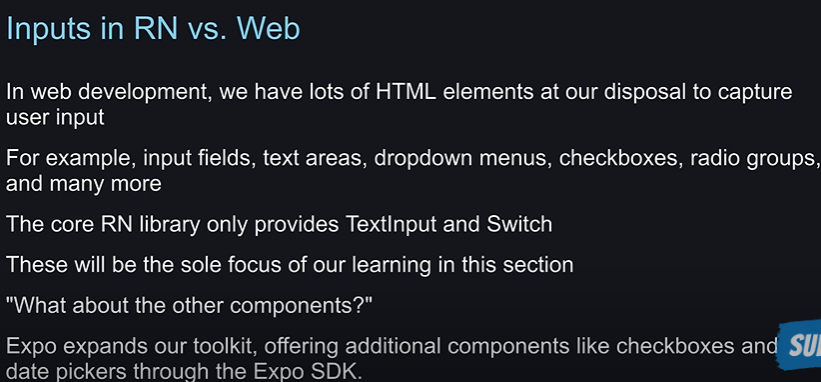 Inputs in RN vs. Web
In web development, we have lots of HTML elements at our disposal to capture
user input
For example, input fields, text areas, dropdown menus, checkboxes, radio groups,
and many more
The core RN library only provides TextInput and Switch
These will be the sole focus of our learning in this section
"What about the other components?"
Expo expands our toolkit, offering additional components like checkboxes and
date pickers through the Expo SDK.